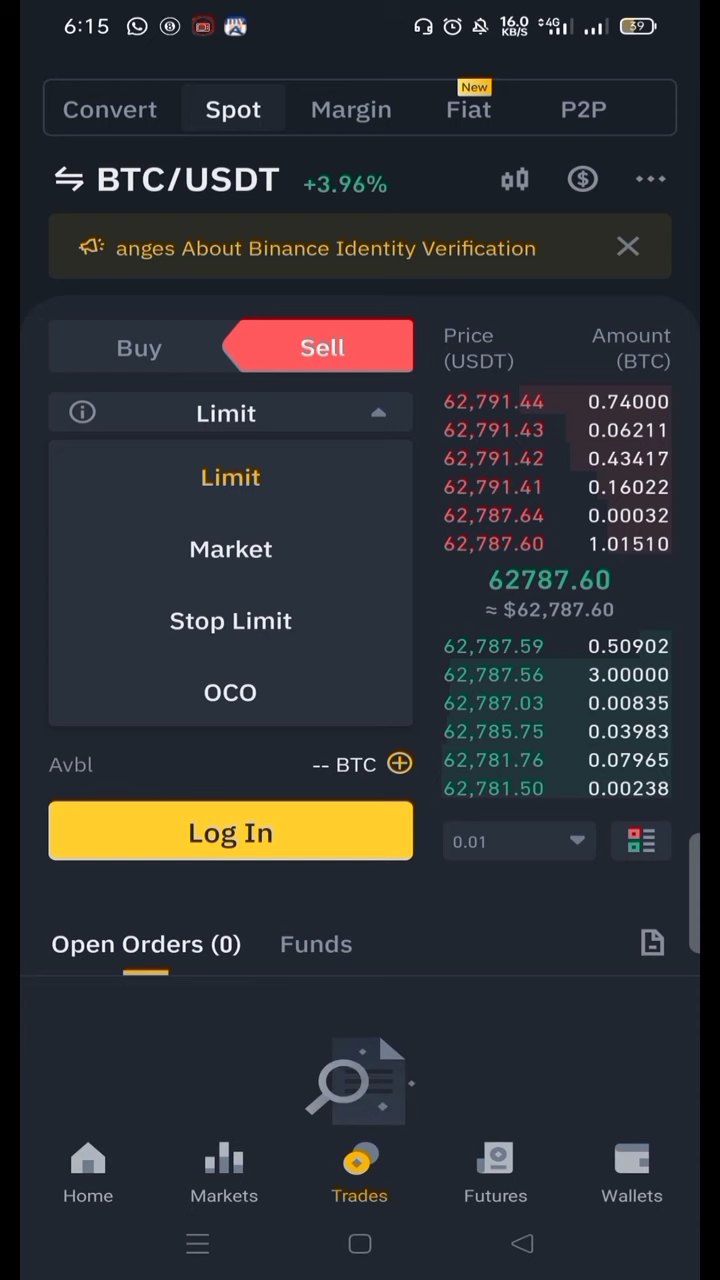 6:15 16.0 KB/S 4G 39
New
Convert Spot Margin Fiat P2P
BTC/USDT +3.96%
anges About Binance Identity Verification
Buy Sell
Price (USDT) Amount (BTC)
Limit
Limit
Market
Stop Limit
OCO
62,791.44 0.74000
62,791.43 0.06211
62,791.42 0.43417
62,791.41 0.16022
62,787.64 0.00032
62,787.60 1.01510
62787.60
≈ $62,787.60
62,787.59 0.50902
62,787.56 3.00000
62,787.03 0.00835
62,785.75 0.03983
62,781.76 0.07965
62,781.50 0.00238
Avbl -- BTC
Log In
0.01
Open Orders (0) Funds
Home Markets Trades Futures Wallets